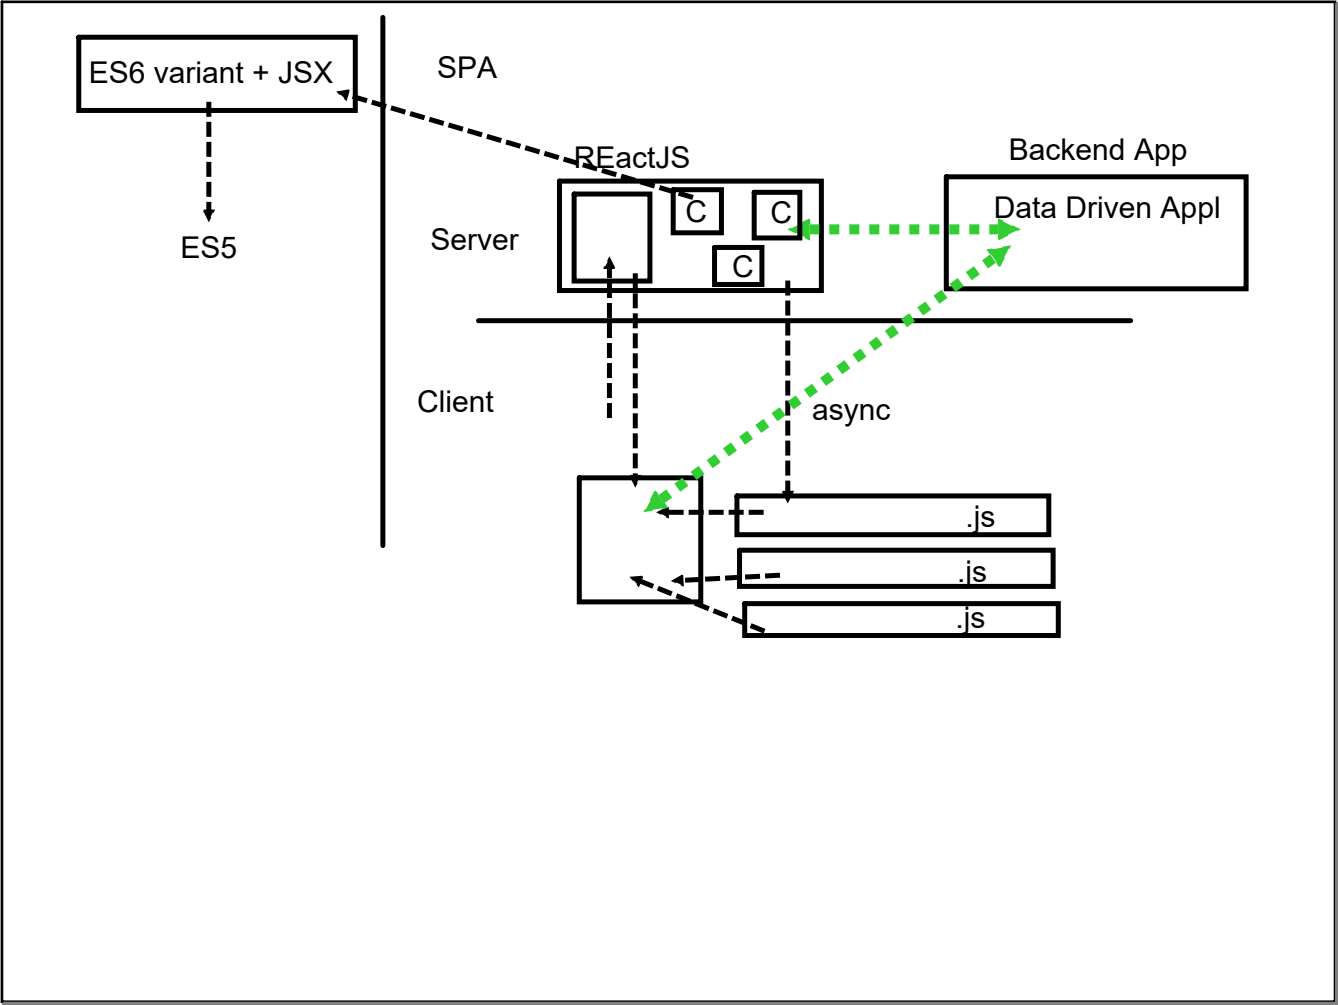 ES6 variant + JSX
SPA
REactJS
Backend App
C
C
Data Driven Appl
Server
ES5
C
Client
async
.js
.js
.js